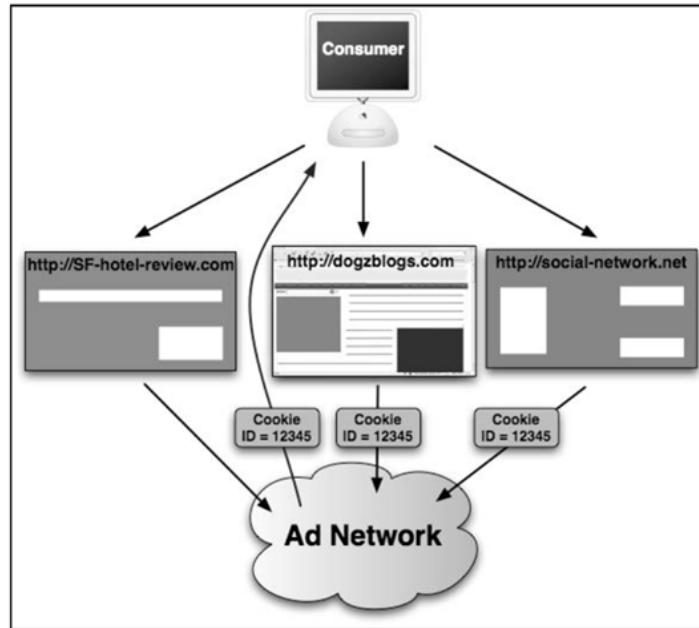 Consumer
http://SF-hotel-review.com
http://dogzblogs.com
http://social-network.net
Cookie
ID = 12345
Cookie
ID = 12345
Cookie
ID = 12345
Ad Network